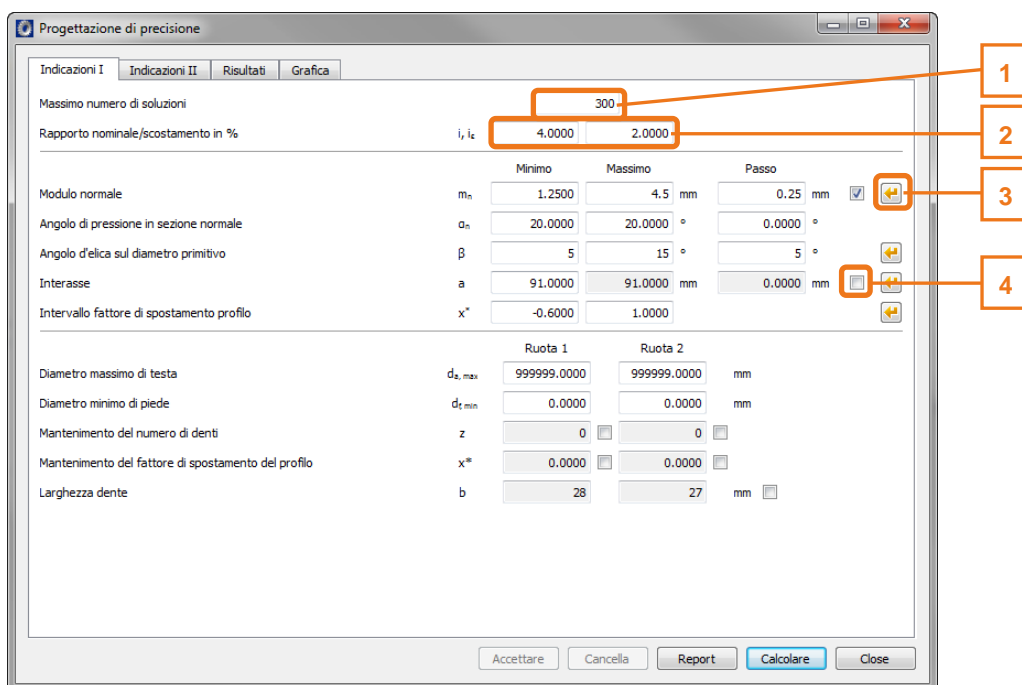 Progettazione di precisione
Indicazioni I Indicazioni II Risultati Grafica
Massimo numero di soluzioni 300 1
Rapporto nominale/scostamento in % i, iε 4.0000 2.0000 2
Minimo Massimo Passo
Modulo normale mn 1.2500 4.5 mm 0.25 mm 3
Angolo di pressione in sezione normale αn 20.0000 20.0000 ° 0.0000 °
Angolo d'elica sul diametro primitivo β 5 15 ° 5 °
Interasse a 91.0000 91.0000 mm 0.0000 mm 4
Intervallo fattore di spostamento profilo x* -0.6000 1.0000
Ruota 1 Ruota 2
Diametro massimo di testa da, max 999999.0000 999999.0000 mm
Diametro minimo di piede df min 0.0000 0.0000 mm
Mantenimento del numero di denti z 0 0
Mantenimento del fattore di spostamento del profilo x* 0.0000 0.0000
Larghezza dente b 28 27 mm
Accettare Cancella Report Calcolare Close